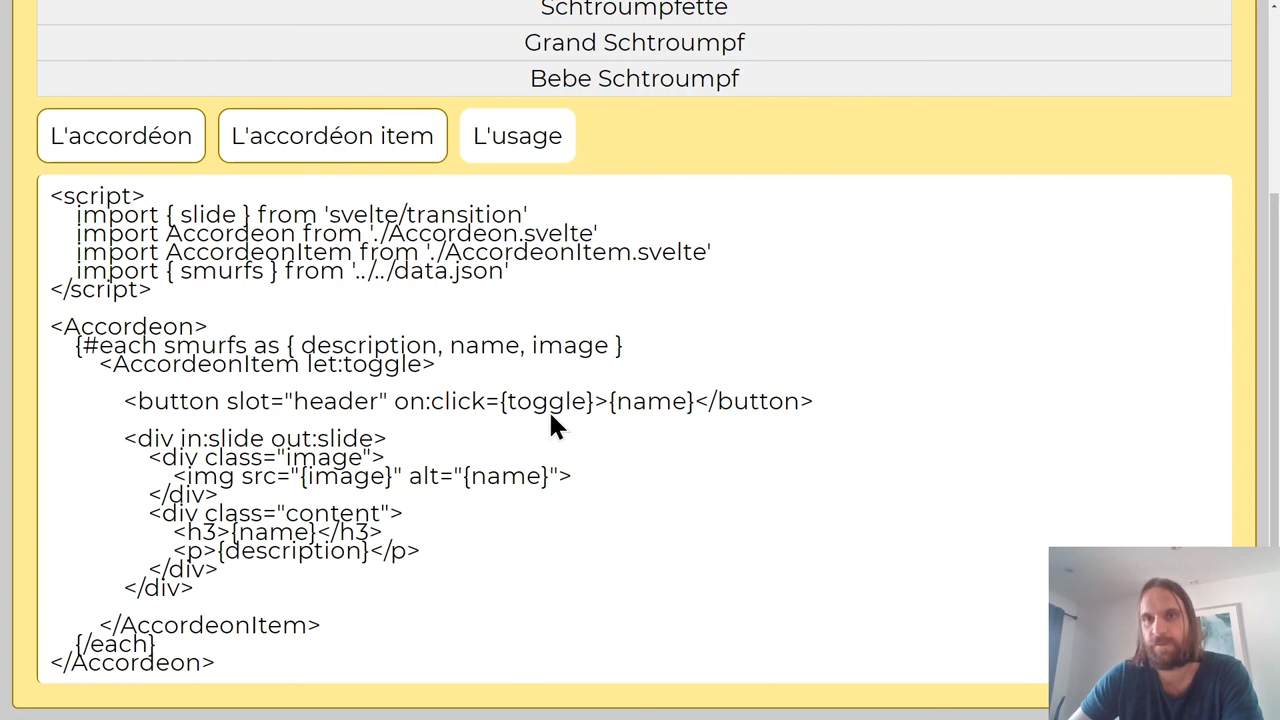 Schtroumpfette
Grand Schtroumpf
Bebe Schtroumpf
L'accordéon
L'accordéon item
L'usage
<script>
import { slide } from 'svelte/transition'
import Accordeon from './Accordeon.svelte'
import AccordeonItem from './AccordeonItem.svelte'
import { smurfs } from '../../data.json'
</script>
<Accordeon>
{#each smurfs as { description, name, image }
<AccordeonItem let:toggle>
<button slot="header" on:click={toggle}>{name}</button>
<div in:slide out:slide>
<div class="image">
<img src="{image}" alt="{name}">
</div>
<div class="content">
<h3>{name}</h3>
<p>{description}</p>
</div>
</div>
</AccordeonItem>
{/each}
</Accordeon>